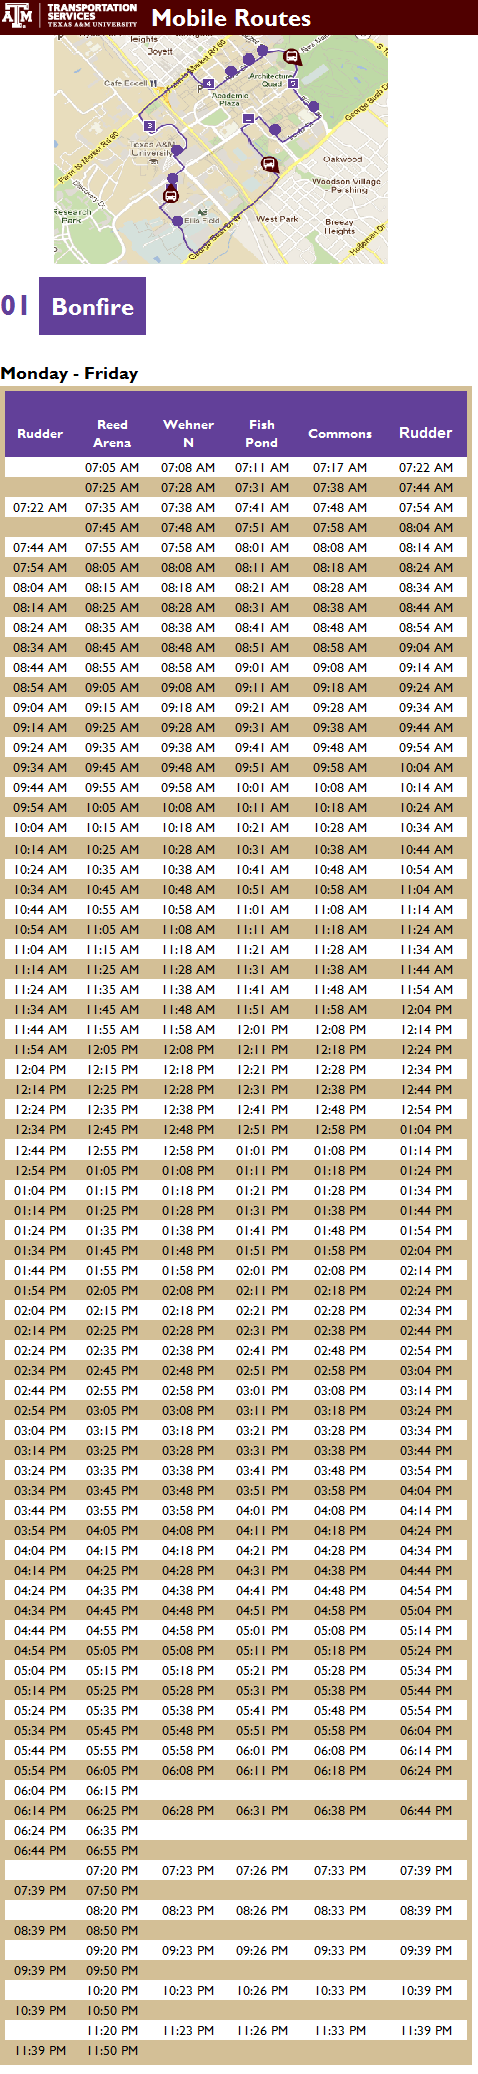 TRANSPORTATION
SERVICES
TEXAS A&M UNIVERSITY
Mobile Routes
Heights
Boyett
Cafe Eccell
Architecture
Quad
Academic
Plaza
4
5
3
Texas A&M
University
George Bush Dr
Oakwood
Woodson Village
- Pershing
Research
Park
Ellis Field
West Park
Breezy
Heights
Holleman Dr
01 Bonfire
Monday - Friday
Rudder Reed Arena Wehner N Fish Pond Commons Rudder
07:05 AM 07:08 AM 07:11 AM 07:17 AM 07:22 AM
07:25 AM 07:28 AM 07:31 AM 07:38 AM 07:44 AM
07:22 AM 07:35 AM 07:38 AM 07:41 AM 07:48 AM 07:54 AM
07:45 AM 07:48 AM 07:51 AM 07:58 AM 08:04 AM
07:44 AM 07:55 AM 07:58 AM 08:01 AM 08:08 AM 08:14 AM
07:54 AM 08:05 AM 08:08 AM 08:11 AM 08:18 AM 08:24 AM
08:04 AM 08:15 AM 08:18 AM 08:21 AM 08:28 AM 08:34 AM
08:14 AM 08:25 AM 08:28 AM 08:31 AM 08:38 AM 08:44 AM
08:24 AM 08:35 AM 08:38 AM 08:41 AM 08:48 AM 08:54 AM
08:34 AM 08:45 AM 08:48 AM 08:51 AM 08:58 AM 09:04 AM
08:44 AM 08:55 AM 08:58 AM 09:01 AM 09:08 AM 09:14 AM
08:54 AM 09:05 AM 09:08 AM 09:11 AM 09:18 AM 09:24 AM
09:04 AM 09:15 AM 09:18 AM 09:21 AM 09:28 AM 09:34 AM
09:14 AM 09:25 AM 09:28 AM 09:31 AM 09:38 AM 09:44 AM
09:24 AM 09:35 AM 09:38 AM 09:41 AM 09:48 AM 09:54 AM
09:34 AM 09:45 AM 09:48 AM 09:51 AM 09:58 AM 10:04 AM
09:44 AM 09:55 AM 09:58 AM 10:01 AM 10:08 AM 10:14 AM
09:54 AM 10:05 AM 10:08 AM 10:11 AM 10:18 AM 10:24 AM
10:04 AM 10:15 AM 10:18 AM 10:21 AM 10:28 AM 10:34 AM
10:14 AM 10:25 AM 10:28 AM 10:31 AM 10:38 AM 10:44 AM
10:24 AM 10:35 AM 10:38 AM 10:41 AM 10:48 AM 10:54 AM
10:34 AM 10:45 AM 10:48 AM 10:51 AM 10:58 AM 11:04 AM
10:44 AM 10:55 AM 10:58 AM 11:01 AM 11:08 AM 11:14 AM
10:54 AM 11:05 AM 11:08 AM 11:11 AM 11:18 AM 11:24 AM
11:04 AM 11:15 AM 11:18 AM 11:21 AM 11:28 AM 11:34 AM
11:14 AM 11:25 AM 11:28 AM 11:31 AM 11:38 AM 11:44 AM
11:24 AM 11:35 AM 11:38 AM 11:41 AM 11:48 AM 11:54 AM
11:34 AM 11:45 AM 11:48 AM 11:51 AM 11:58 AM 12:04 PM
11:44 AM 11:55 AM 11:58 AM 12:01 PM 12:08 PM 12:14 PM
11:54 AM 12:05 PM 12:08 PM 12:11 PM 12:18 PM 12:24 PM
12:04 PM 12:15 PM 12:18 PM 12:21 PM 12:28 PM 12:34 PM
12:14 PM 12:25 PM 12:28 PM 12:31 PM 12:38 PM 12:44 PM
12:24 PM 12:35 PM 12:38 PM 12:41 PM 12:48 PM 12:54 PM
12:34 PM 12:45 PM 12:48 PM 12:51 PM 12:58 PM 01:04 PM
12:44 PM 12:55 PM 12:58 PM 01:01 PM 01:08 PM 01:14 PM
12:54 PM 01:05 PM 01:08 PM 01:11 PM 01:18 PM 01:24 PM
01:04 PM 01:15 PM 01:18 PM 01:21 PM 01:28 PM 01:34 PM
01:14 PM 01:25 PM 01:28 PM 01:31 PM 01:38 PM 01:44 PM
01:24 PM 01:35 PM 01:38 PM 01:41 PM 01:48 PM 01:54 PM
01:34 PM 01:45 PM 01:48 PM 01:51 PM 01:58 PM 02:04 PM
01:44 PM 01:55 PM 01:58 PM 02:01 PM 02:08 PM 02:14 PM
01:54 PM 02:05 PM 02:08 PM 02:11 PM 02:18 PM 02:24 PM
02:04 PM 02:15 PM 02:18 PM 02:21 PM 02:28 PM 02:34 PM
02:14 PM 02:25 PM 02:28 PM 02:31 PM 02:38 PM 02:44 PM
02:24 PM 02:35 PM 02:38 PM 02:41 PM 02:48 PM 02:54 PM
02:34 PM 02:45 PM 02:48 PM 02:51 PM 02:58 PM 03:04 PM
02:44 PM 02:55 PM 02:58 PM 03:01 PM 03:08 PM 03:14 PM
02:54 PM 03:05 PM 03:08 PM 03:11 PM 03:18 PM 03:24 PM
03:04 PM 03:15 PM 03:18 PM 03:21 PM 03:28 PM 03:34 PM
03:14 PM 03:25 PM 03:28 PM 03:31 PM 03:38 PM 03:44 PM
03:24 PM 03:35 PM 03:38 PM 03:41 PM 03:48 PM 03:54 PM
03:34 PM 03:45 PM 03:48 PM 03:51 PM 03:58 PM 04:04 PM
03:44 PM 03:55 PM 03:58 PM 04:01 PM 04:08 PM 04:14 PM
03:54 PM 04:05 PM 04:08 PM 04:11 PM 04:18 PM 04:24 PM
04:04 PM 04:15 PM 04:18 PM 04:21 PM 04:28 PM 04:34 PM
04:14 PM 04:25 PM 04:28 PM 04:31 PM 04:38 PM 04:44 PM
04:24 PM 04:35 PM 04:38 PM 04:41 PM 04:48 PM 04:54 PM
04:34 PM 04:45 PM 04:48 PM 04:51 PM 04:58 PM 05:04 PM
04:44 PM 04:55 PM 04:58 PM 05:01 PM 05:08 PM 05:14 PM
04:54 PM 05:05 PM 05:08 PM 05:11 PM 05:18 PM 05:24 PM
05:04 PM 05:15 PM 05:18 PM 05:21 PM 05:28 PM 05:34 PM
05:14 PM 05:25 PM 05:28 PM 05:31 PM 05:38 PM 05:44 PM
05:24 PM 05:35 PM 05:38 PM 05:41 PM 05:48 PM 05:54 PM
05:34 PM 05:45 PM 05:48 PM 05:51 PM 05:58 PM 06:04 PM
05:44 PM 05:55 PM 05:58 PM 06:01 PM 06:08 PM 06:14 PM
05:54 PM 06:05 PM 06:08 PM 06:11 PM 06:18 PM 06:24 PM
06:04 PM 06:15 PM
06:14 PM 06:25 PM 06:28 PM 06:31 PM 06:38 PM 06:44 PM
06:24 PM 06:35 PM
06:44 PM 06:55 PM
07:20 PM 07:23 PM 07:26 PM 07:33 PM 07:39 PM
07:39 PM 07:50 PM
08:20 PM 08:23 PM 08:26 PM 08:33 PM 08:39 PM
08:39 PM 08:50 PM
09:20 PM 09:23 PM 09:26 PM 09:33 PM 09:39 PM
09:39 PM 09:50 PM
10:20 PM 10:23 PM 10:26 PM 10:33 PM 10:39 PM
10:39 PM 10:50 PM
11:20 PM 11:23 PM 11:26 PM 11:33 PM 11:39 PM
11:39 PM 11:50 PM